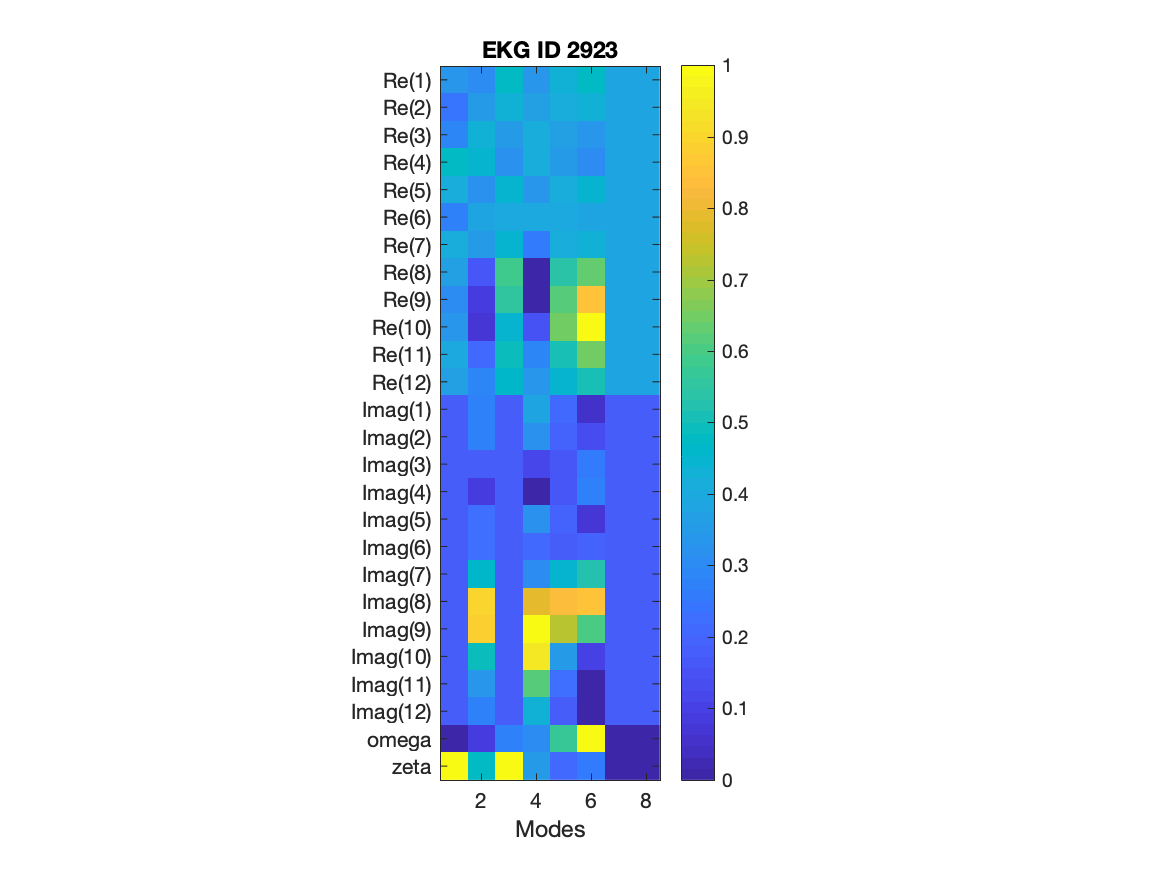 EKG ID 2923
Re(1)
Re(2)
Re(3)
Re(4)
Re(5)
Re(6)
Re(7)
Re(8)
Re(9)
Re(10)
Re(11)
Re(12)
Imag(1)
Imag(2)
Imag(3)
Imag(4)
Imag(5)
Imag(6)
Imag(7)
Imag(8)
Imag(9)
Imag(10)
Imag(11)
Imag(12)
omega
zeta
2 4 6 8
Modes
1
0.9
0.8
0.7
0.6
0.5
0.4
0.3
0.2
0.1
0